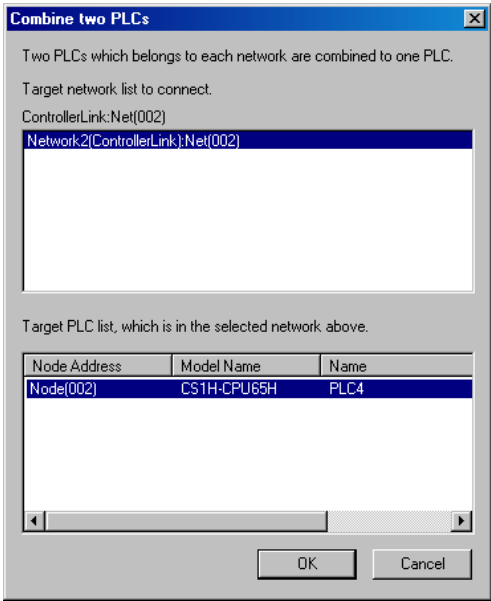 Combine two PLCs
Two PLCs which belongs to each network are combined to one PLC.
Target network list to connect.
ControllerLink:Net(002)
Network2(ControllerLink):Net(002)
Target PLC list, which is in the selected network above.
Node Address Model Name Name
Node(002) CS1H-CPU65H PLC4
OK Cancel